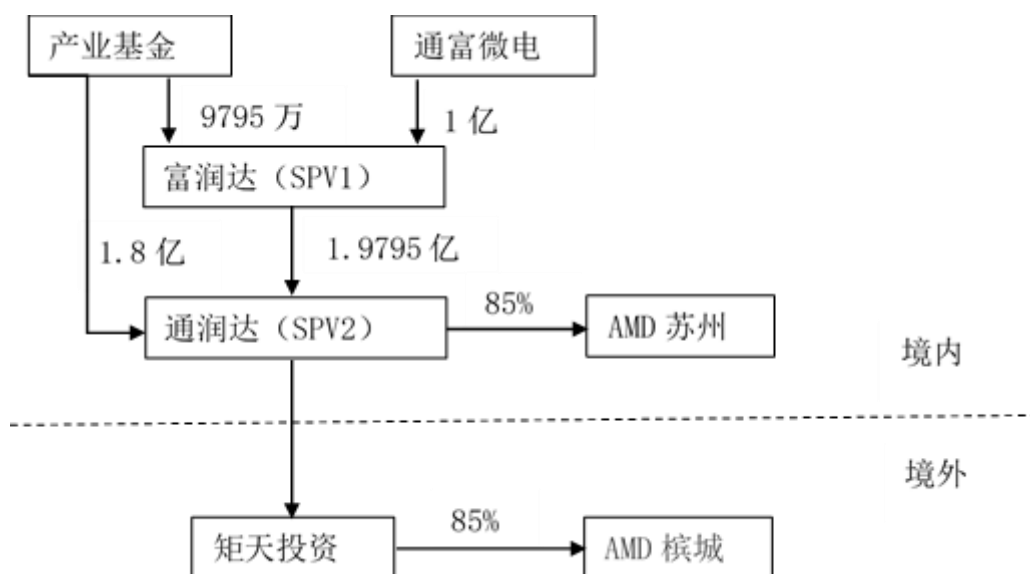 产业基金
通富微电
9795 万
1 亿
富润达（SPV1）
1.8 亿
1.9795 亿
通润达（SPV2）
85%
AMD 苏州
境内
境外
矩天投资
85%
AMD 槟城